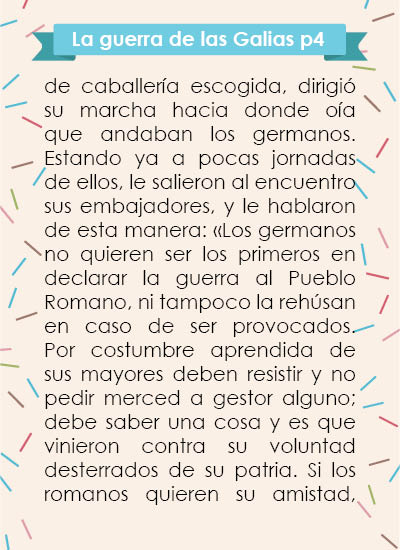 La guerra de las Galias p4
de caballería escogida, dirigió
su marcha hacia donde oía
que andaban los germanos.
Estando ya a pocas jornadas
de ellos, le salieron al encuentro
sus embajadores, y le hablaron
de esta manera: «Los germanos
no quieren ser los primeros en
declarar la guerra al Pueblo
Romano, ni tampoco la rehúsan
en caso de ser provocados.
Por costumbre aprendida de
sus mayores deben resistir y no
pedir merced a gestor alguno;
debe saber una cosa y es que
vinieron contra su voluntad
desterrados de su patria. Si los
romanos quieren su amistad,